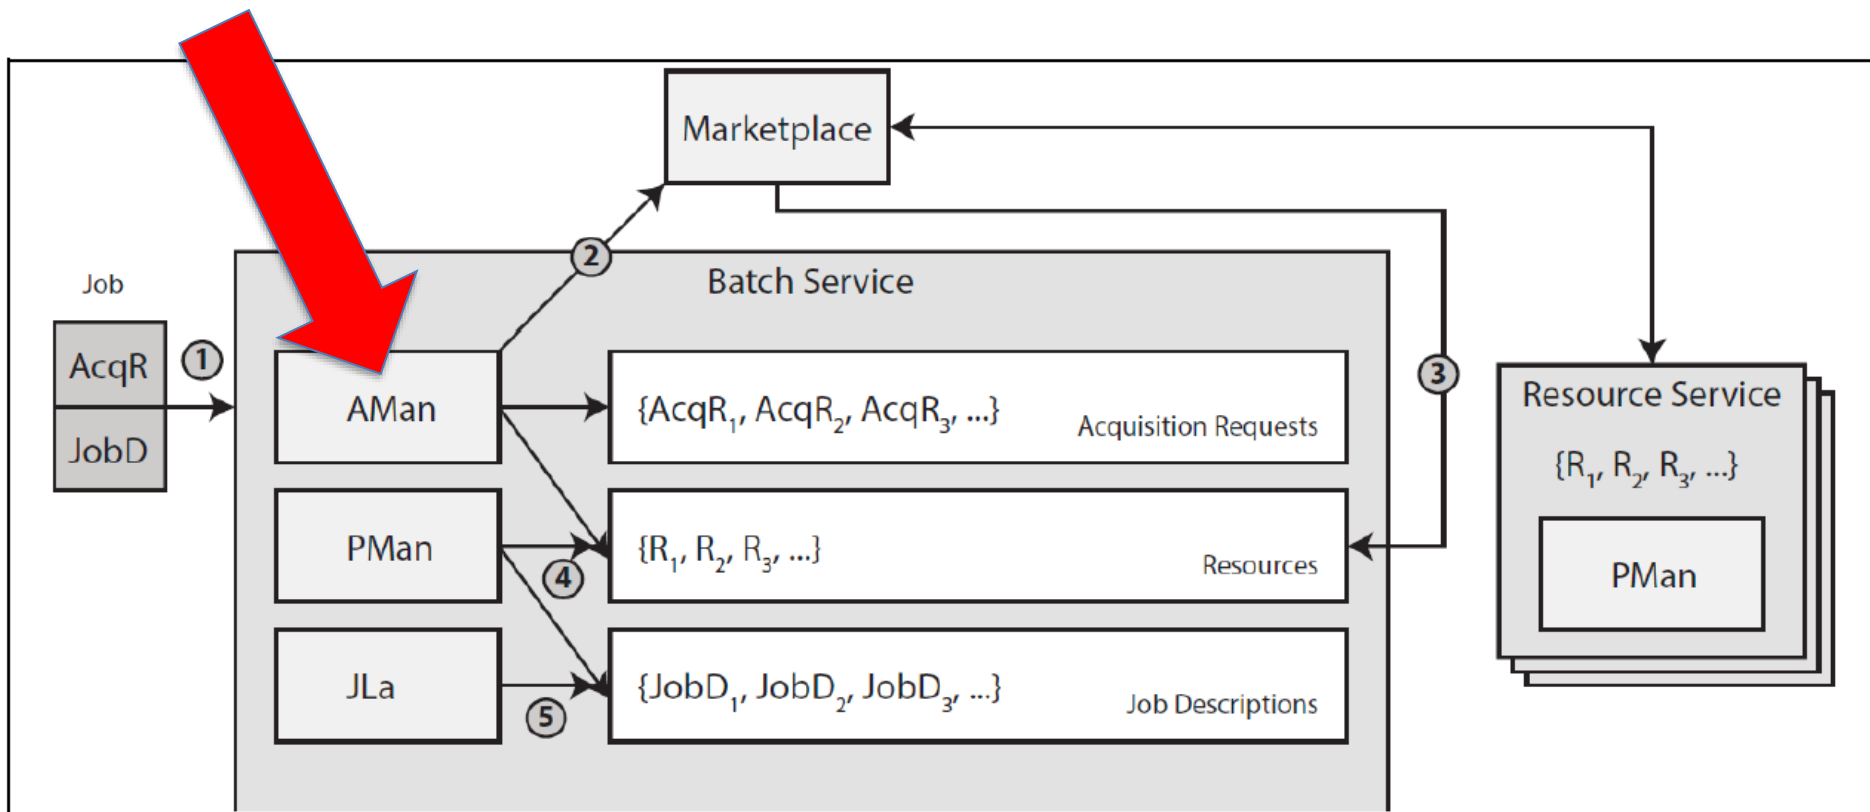 Marketplace
2
Batch Service
Job
AcqR
JobD
1
AMan
{AcqR1, AcqR2, AcqR3, ...}
Acquisition Requests
3
PMan
4
{R1, R2, R3, ...}
Resources
JLa
5
{JobD1, JobD2, JobD3, ...}
Job Descriptions
Resource Service
{R1, R2, R3, ...}
PMan